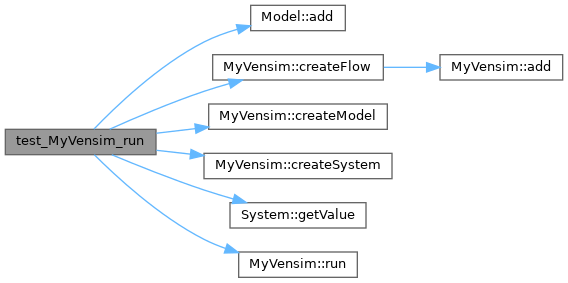 Model::add
MyVensim::createFlow
MyVensim::add
MyVensim::createModel
test_MyVensim_run
MyVensim::createSystem
System::getValue
MyVensim::run